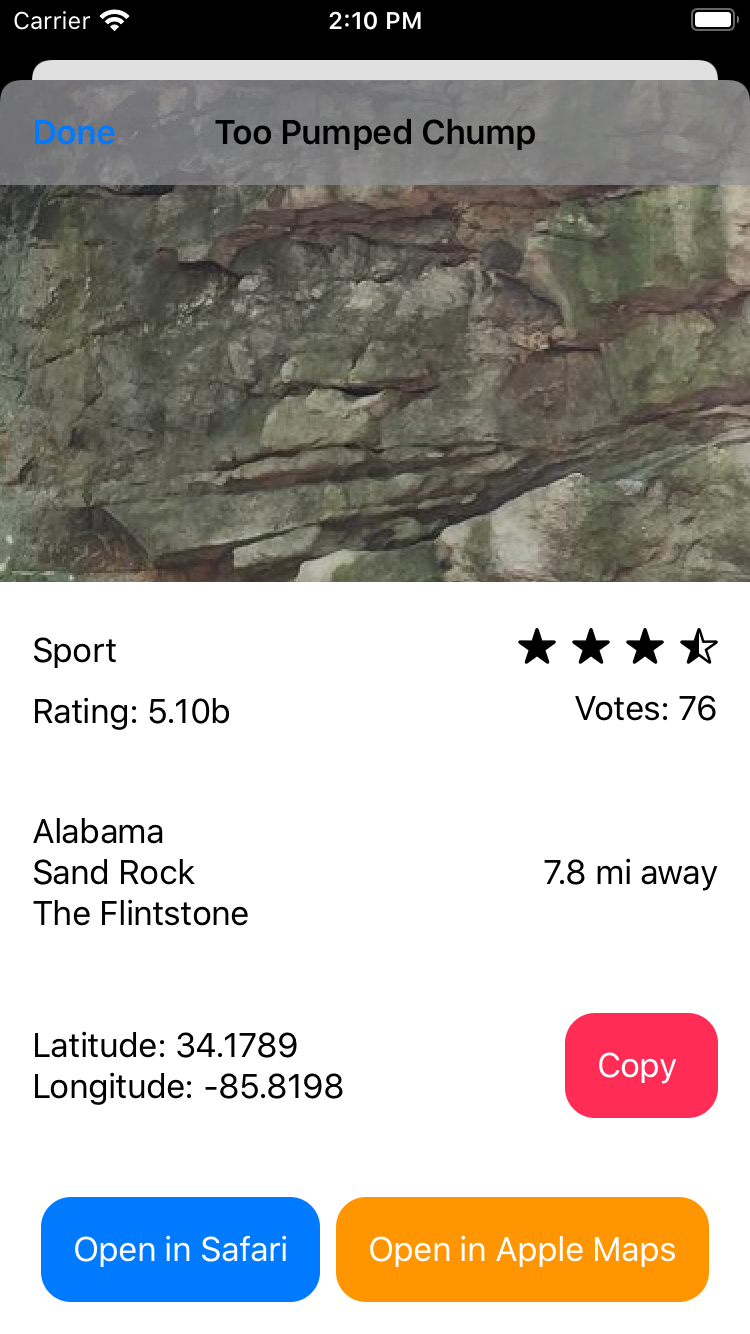 Carrier 2:10 PM
Done Too Pumped Chump
Sport
Rating: 5.10b Votes: 76
Alabama
Sand Rock 7.8 mi away
The Flintstone
Latitude: 34.1789
Longitude: -85.8198
Copy
Open in Safari Open in Apple Maps